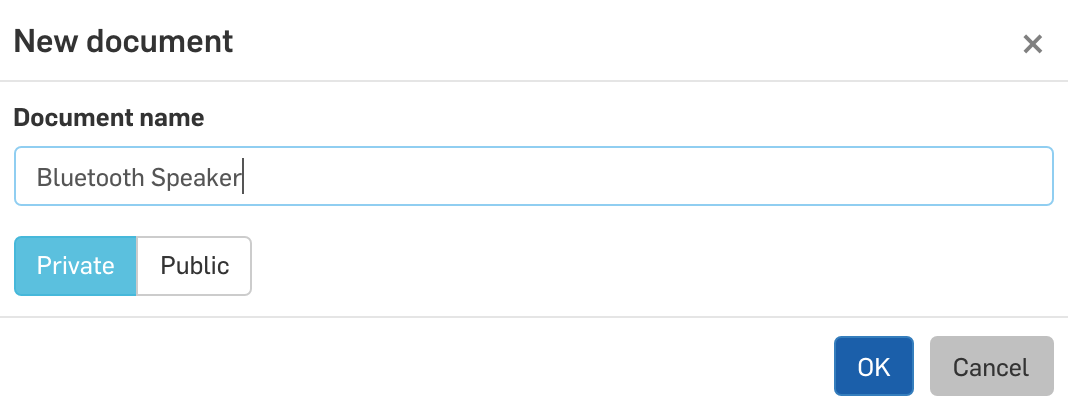 New document
Document name
Bluetooth Speaker
Private Public
OK Cancel